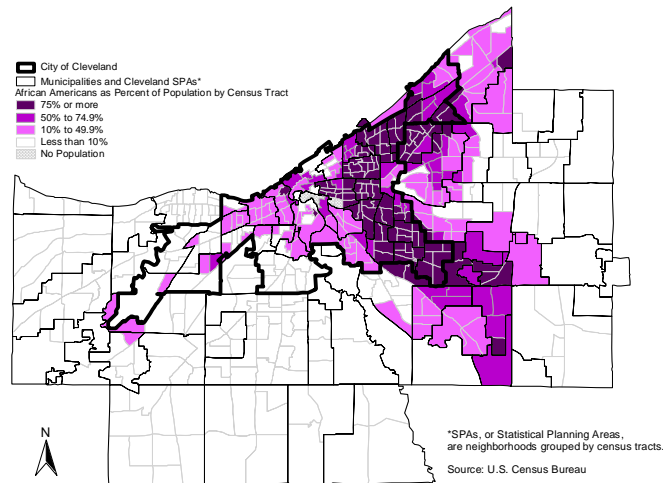 City of Cleveland
Municipalities and Cleveland SPAs*
African Americans as Percent of Population by Census Tract
75% or more
50% to 74.9%
10% to 49.9%
Less than 10%
No Population
N
*SPAs, or Statistical Planning Areas,
are neighborhoods grouped by census tracts.
Source: U.S. Census Bureau